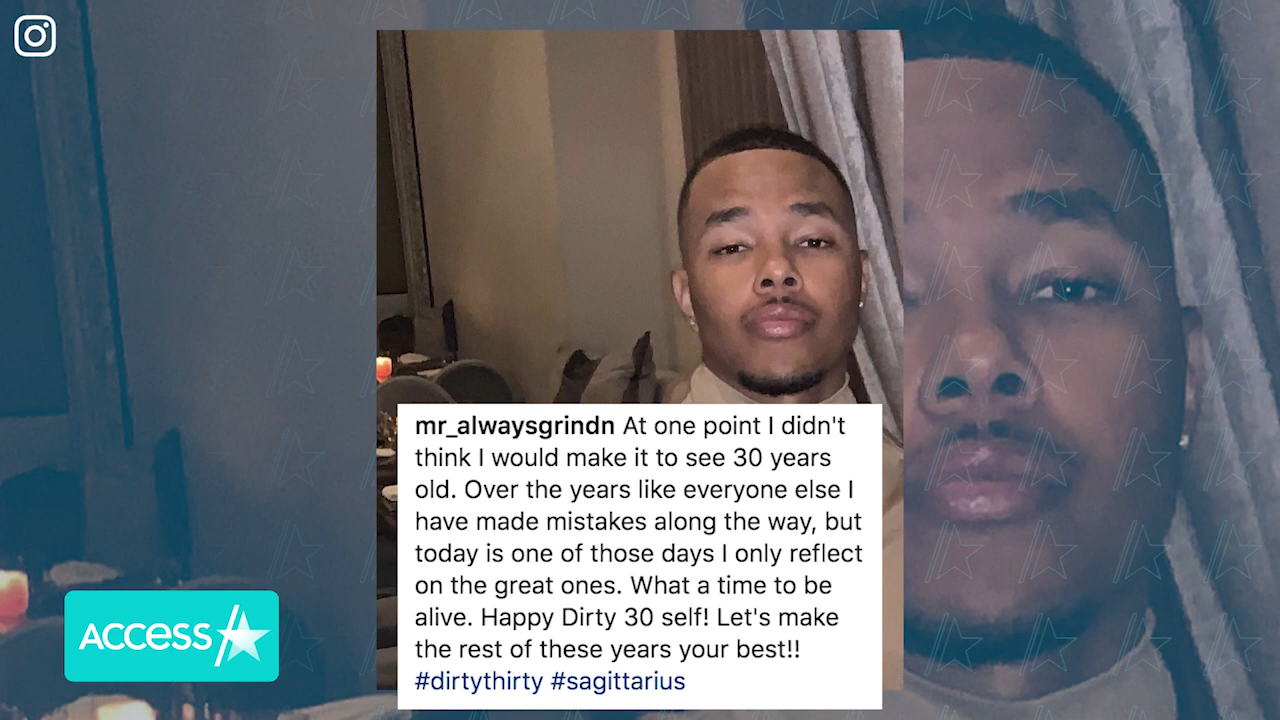 mr_alwaysgrindn At one point I didn't
think I would make it to see 30 years
old. Over the years like everyone else I
have made mistakes along the way, but
today is one of those days I only reflect
on the great ones. What a time to be
alive. Happy Dirty 30 self! Let's make
the rest of these years your best!!
#dirtythirty #sagittarius
ACCESS